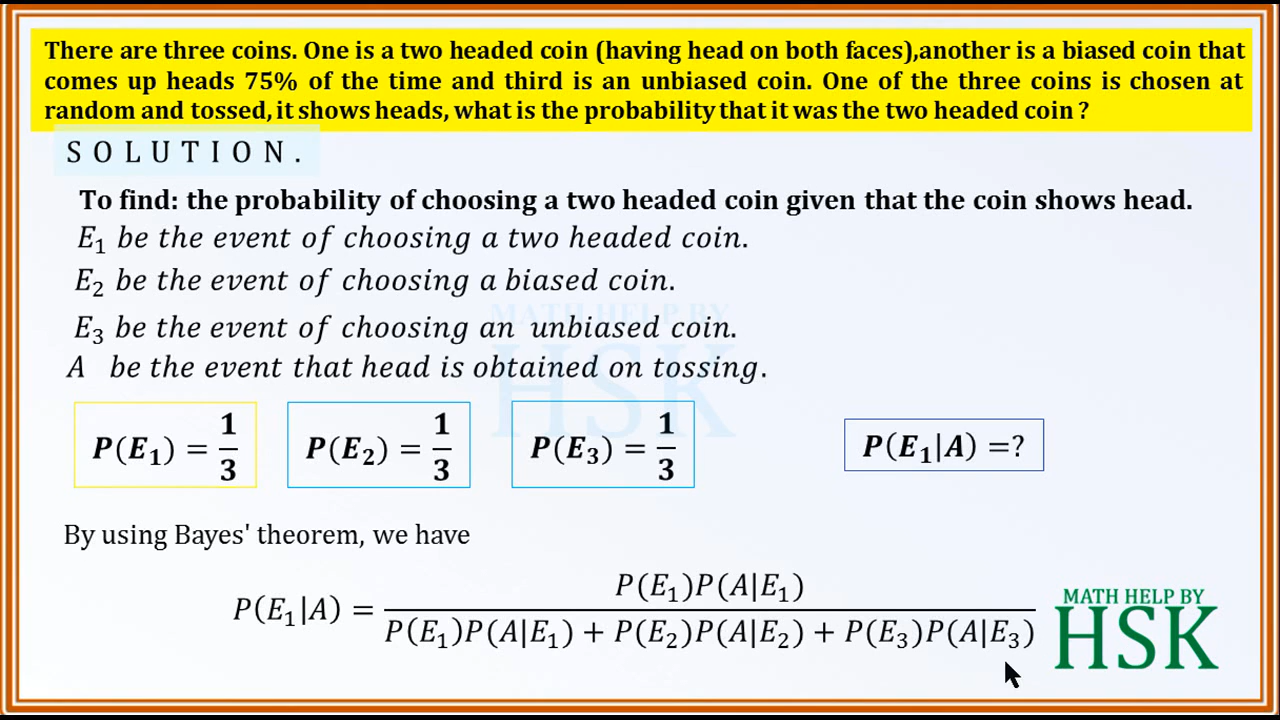 There are three coins. One is a two headed coin (having head on both faces),another is a biased coin that
comes up heads 75% of the time and third is an unbiased coin. One of the three coins is chosen at
random and tossed, it shows heads, what is the probability that it was the two headed coin ?
SOLUTION.
To find: the probability of choosing a two headed coin given that the coin shows head.
E₁ be the event of choosing a two headed coin.
E₂ be the event of choosing a biased coin.
MATH HELP BY
HSK
E₃ be the event of choosing an unbiased coin.
A be the event that head is obtained on tossing.
P(E₁) = 1/3 P(E₂) = 1/3 P(E₃) = 1/3 P(E₁|A) =?
By using Bayes' theorem, we have
P(E₁|A) = P(E₁)P(A|E₁) / P(E₁)P(A|E₁) + P(E₂)P(A|E₂) + P(E₃)P(A|E₃)
MATH HELP BY
HSK